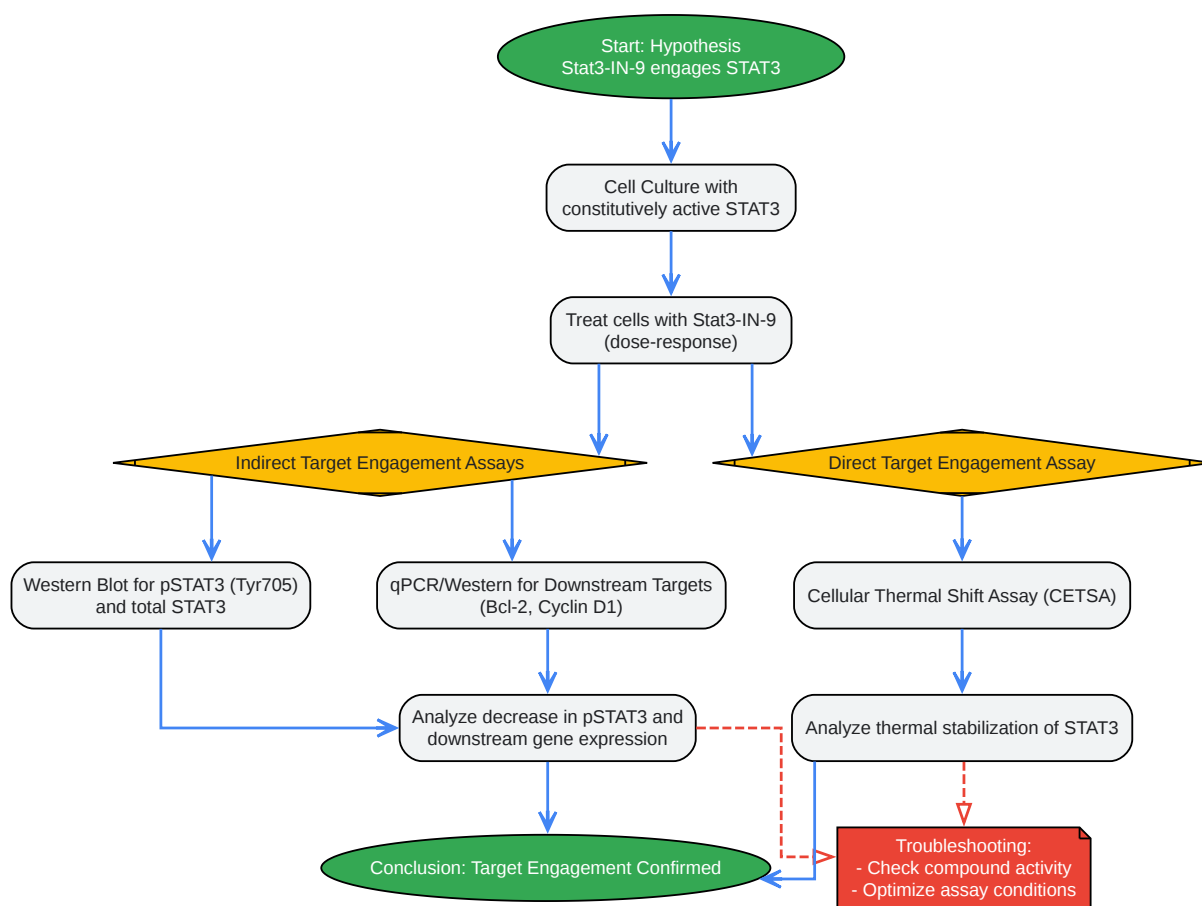 Start: Hypothesis
Stat3-IN-9 engages STAT3
Cell Culture with
constitutively active STAT3
Treat cells with Stat3-IN-9
(dose-response)
Indirect Target Engagement Assays
Direct Target Engagement Assay
Western Blot for pSTAT3 (Tyr705)
and total STAT3
qPCR/Western for Downstream Targets
(Bcl-2, Cyclin D1)
Cellular Thermal Shift Assay (CETSA)
Analyze decrease in pSTAT3 and
downstream gene expression
Analyze thermal stabilization of STAT3
Conclusion: Target Engagement Confirmed
Troubleshooting:
- Check compound activity
- Optimize assay conditions